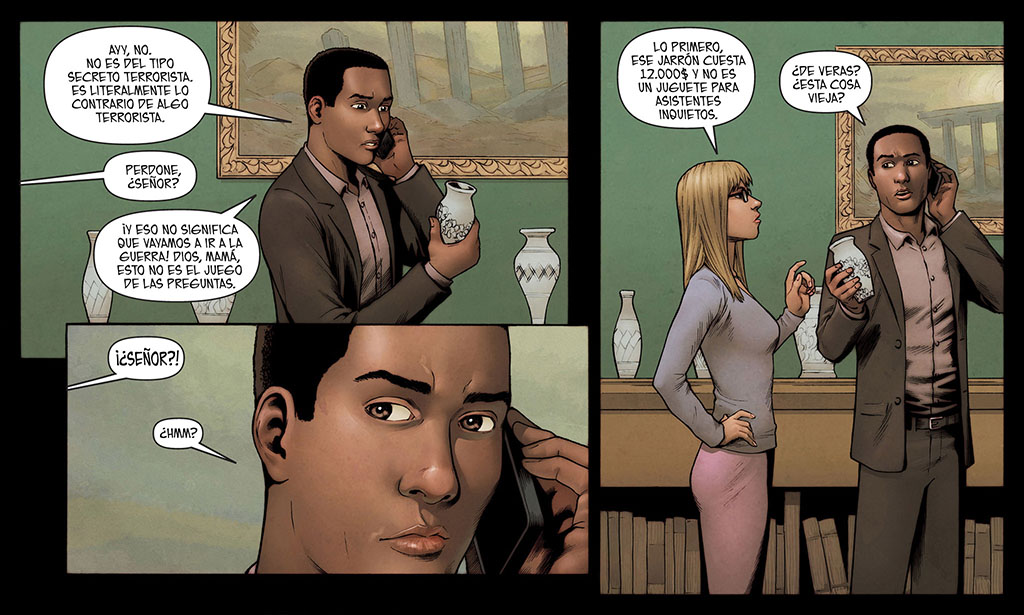 AYY, NO.
NO ES DEL TIPO
SECRETO TERRORISTA.
ES LITERALMENTE LO
CONTRARIO DE ALGO
TERRORISTA.
PERDONE,
¿SEÑOR?
¡Y ESO NO SIGNIFICA
QUE VAYAMOS A IR A LA
GUERRA! DIOS, MAMÁ,
ESTO NO ES EL JUEGO
DE LAS PREGUNTAS.
¡¿SEÑOR?!
¿HMM?
LO PRIMERO,
ESE JARRÓN CUESTA
12.000$ Y NO ES
UN JUGUETE PARA
ASISTENTES
INQUIETOS.
¿DE VERAS?
¿ESTA COSA
VIEJA?